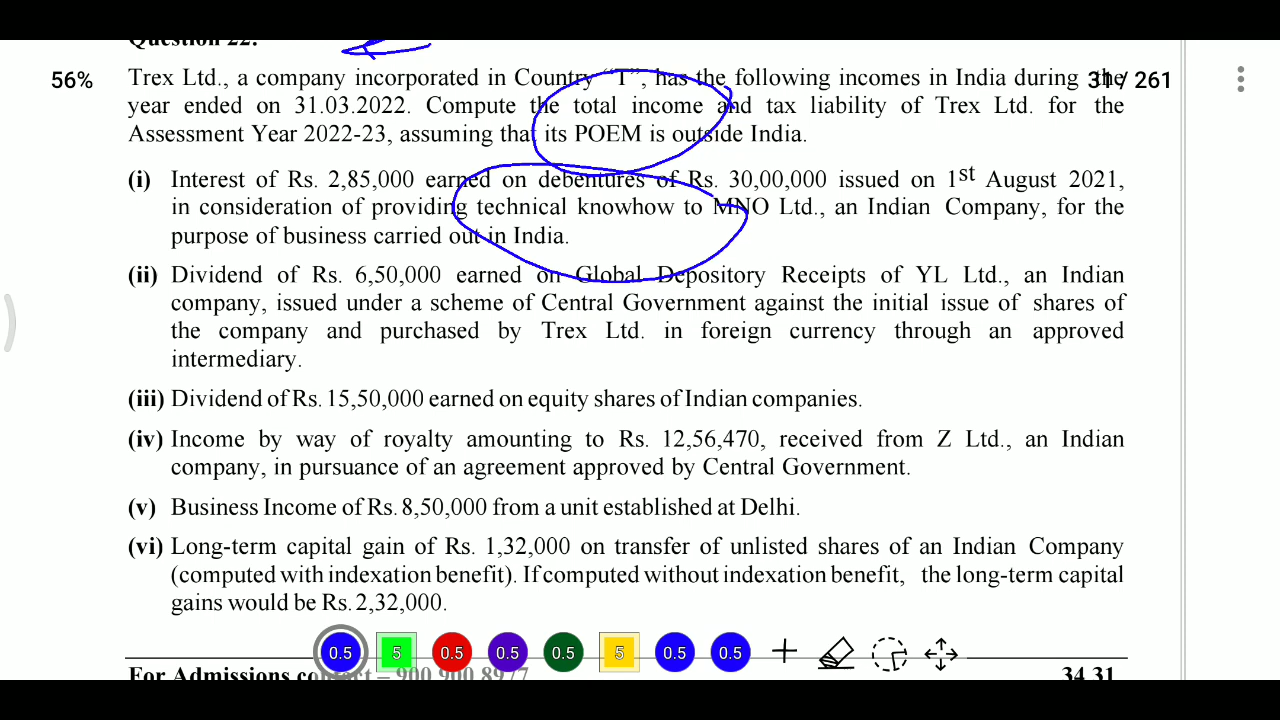 Question 22:
56%
31 / 261
Trex Ltd., a company incorporated in Country "T", has the following incomes in India during the
year ended on 31.03.2022. Compute the total income and tax liability of Trex Ltd. for the
Assessment Year 2022-23, assuming that its POEM is outside India.
(i) Interest of Rs. 2,85,000 earned on debentures of Rs. 30,00,000 issued on 1st August 2021,
in consideration of providing technical knowhow to MNO Ltd., an Indian Company, for the
purpose of business carried out in India.
(ii) Dividend of Rs. 6,50,000 earned on Global Depository Receipts of YL Ltd., an Indian
company, issued under a scheme of Central Government against the initial issue of shares of
the company and purchased by Trex Ltd. in foreign currency through an approved
intermediary.
(iii) Dividend of Rs. 15,50,000 earned on equity shares of Indian companies.
(iv) Income by way of royalty amounting to Rs. 12,56,470, received from Z Ltd., an Indian
company, in pursuance of an agreement approved by Central Government.
(v) Business Income of Rs. 8,50,000 from a unit established at Delhi.
(vi) Long-term capital gain of Rs. 1,32,000 on transfer of unlisted shares of an Indian Company
(computed with indexation benefit). If computed without indexation benefit, the long-term capital
gains would be Rs. 2,32,000.
0.5 5 0.5 0.5 0.5 5 0.5 0.5
For Admissions contact – 900 900 8977
34.31